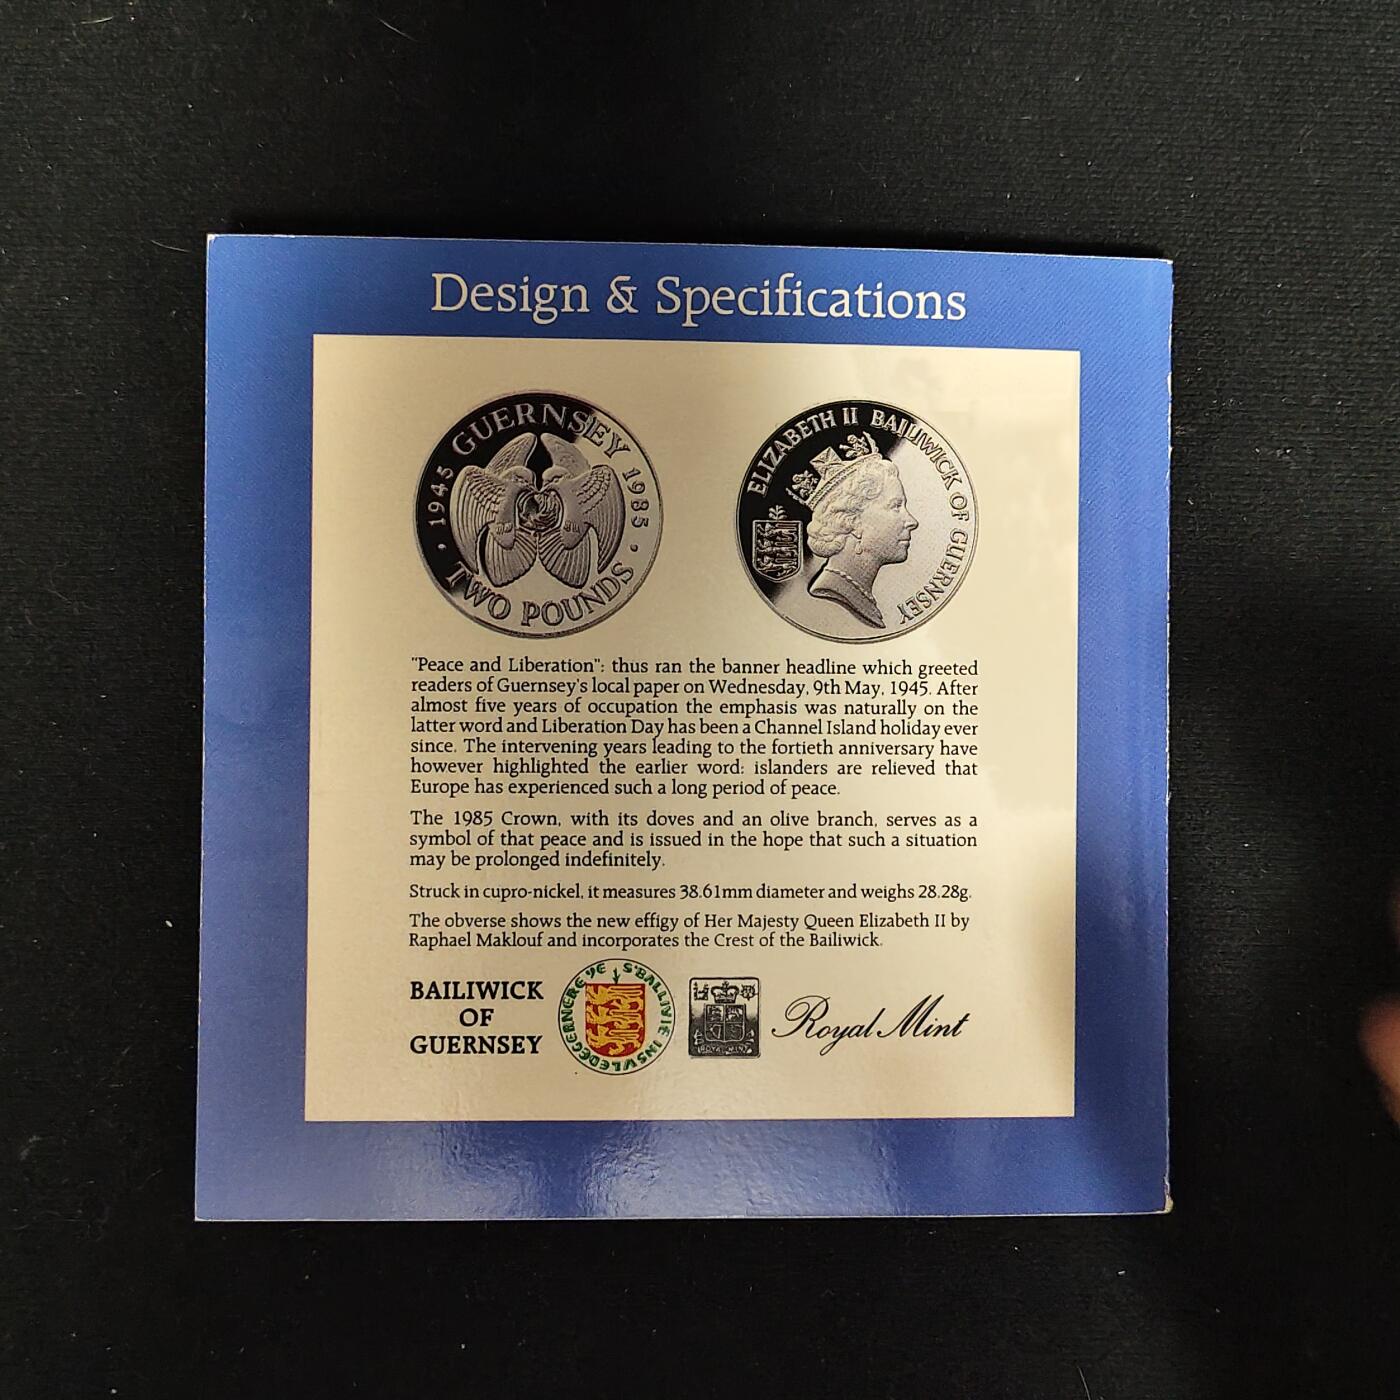 Design & Specifications
GUERNSEY
1945 1985
TWO POUNDS
ELIZABETH II BAILIWICK OF GUERNSEY
"Peace and Liberation": thus ran the banner headline which greeted
readers of Guernsey's local paper on Wednesday, 9th May, 1945. After
almost five years of occupation the emphasis was naturally on the
latter word and Liberation Day has been a Channel Island holiday ever
since. The intervening years leading to the fortieth anniversary have
however highlighted the earlier word: islanders are relieved that
Europe has experienced such a long period of peace.
The 1985 Crown, with its doves and an olive branch, serves as a
symbol of that peace and is issued in the hope that such a situation
may be prolonged indefinitely.
Struck in cupro-nickel, it measures 38.61mm diameter and weighs 28.28g.
The obverse shows the new effigy of Her Majesty Queen Elizabeth II by
Raphael Maklouf and incorporates the Crest of the Bailiwick.
BAILIWICK
OF
GUERNSEY
S'BALLIVIE INSVLE
ROYAL MINT
Royal Mint